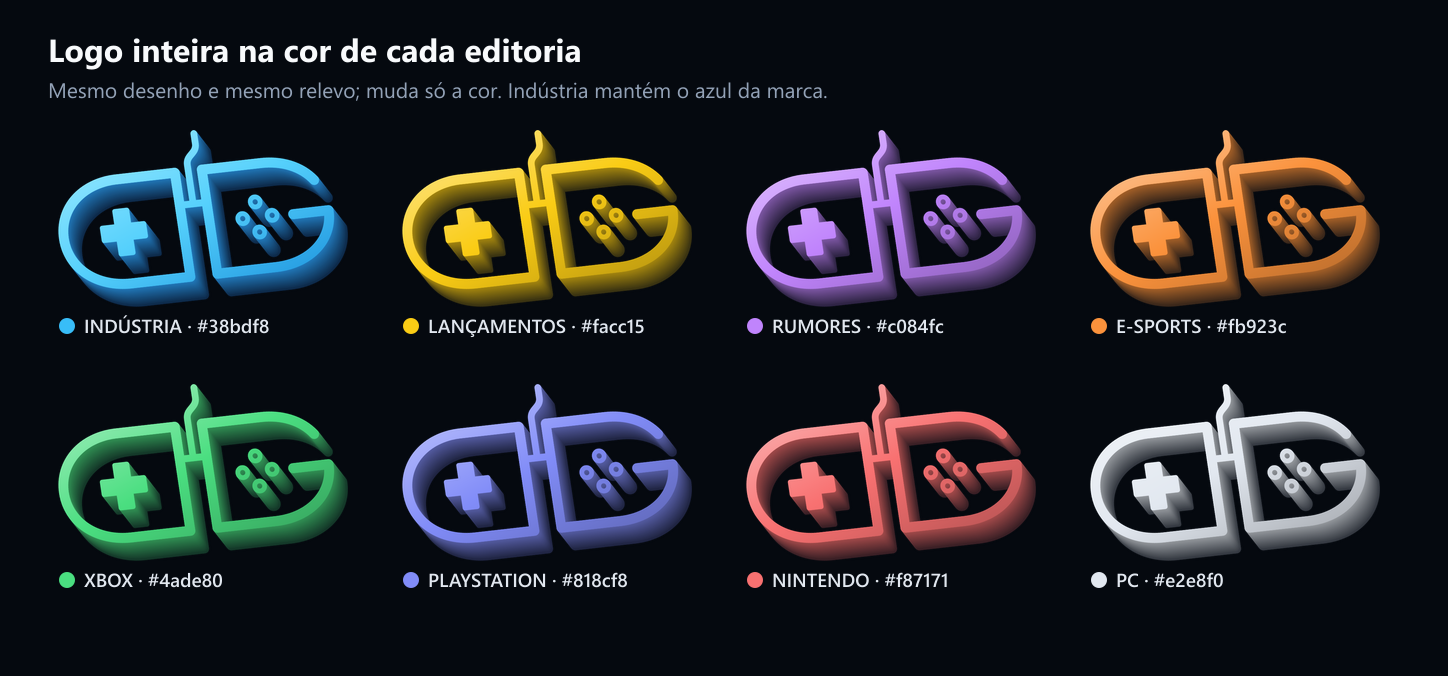 Logo inteira na cor de cada editoria
Mesmo desenho e mesmo relevo; muda só a cor. Indústria mantém o azul da marca.
INDÚSTRIA · #38bdf8
LANÇAMENTOS · #facc15
RUMORES · #c084fc
E-SPORTS · #fb923c
XBOX · #4ade80
PLAYSTATION · #818cf8
NINTENDO · #f87171
PC · #e2e8f0